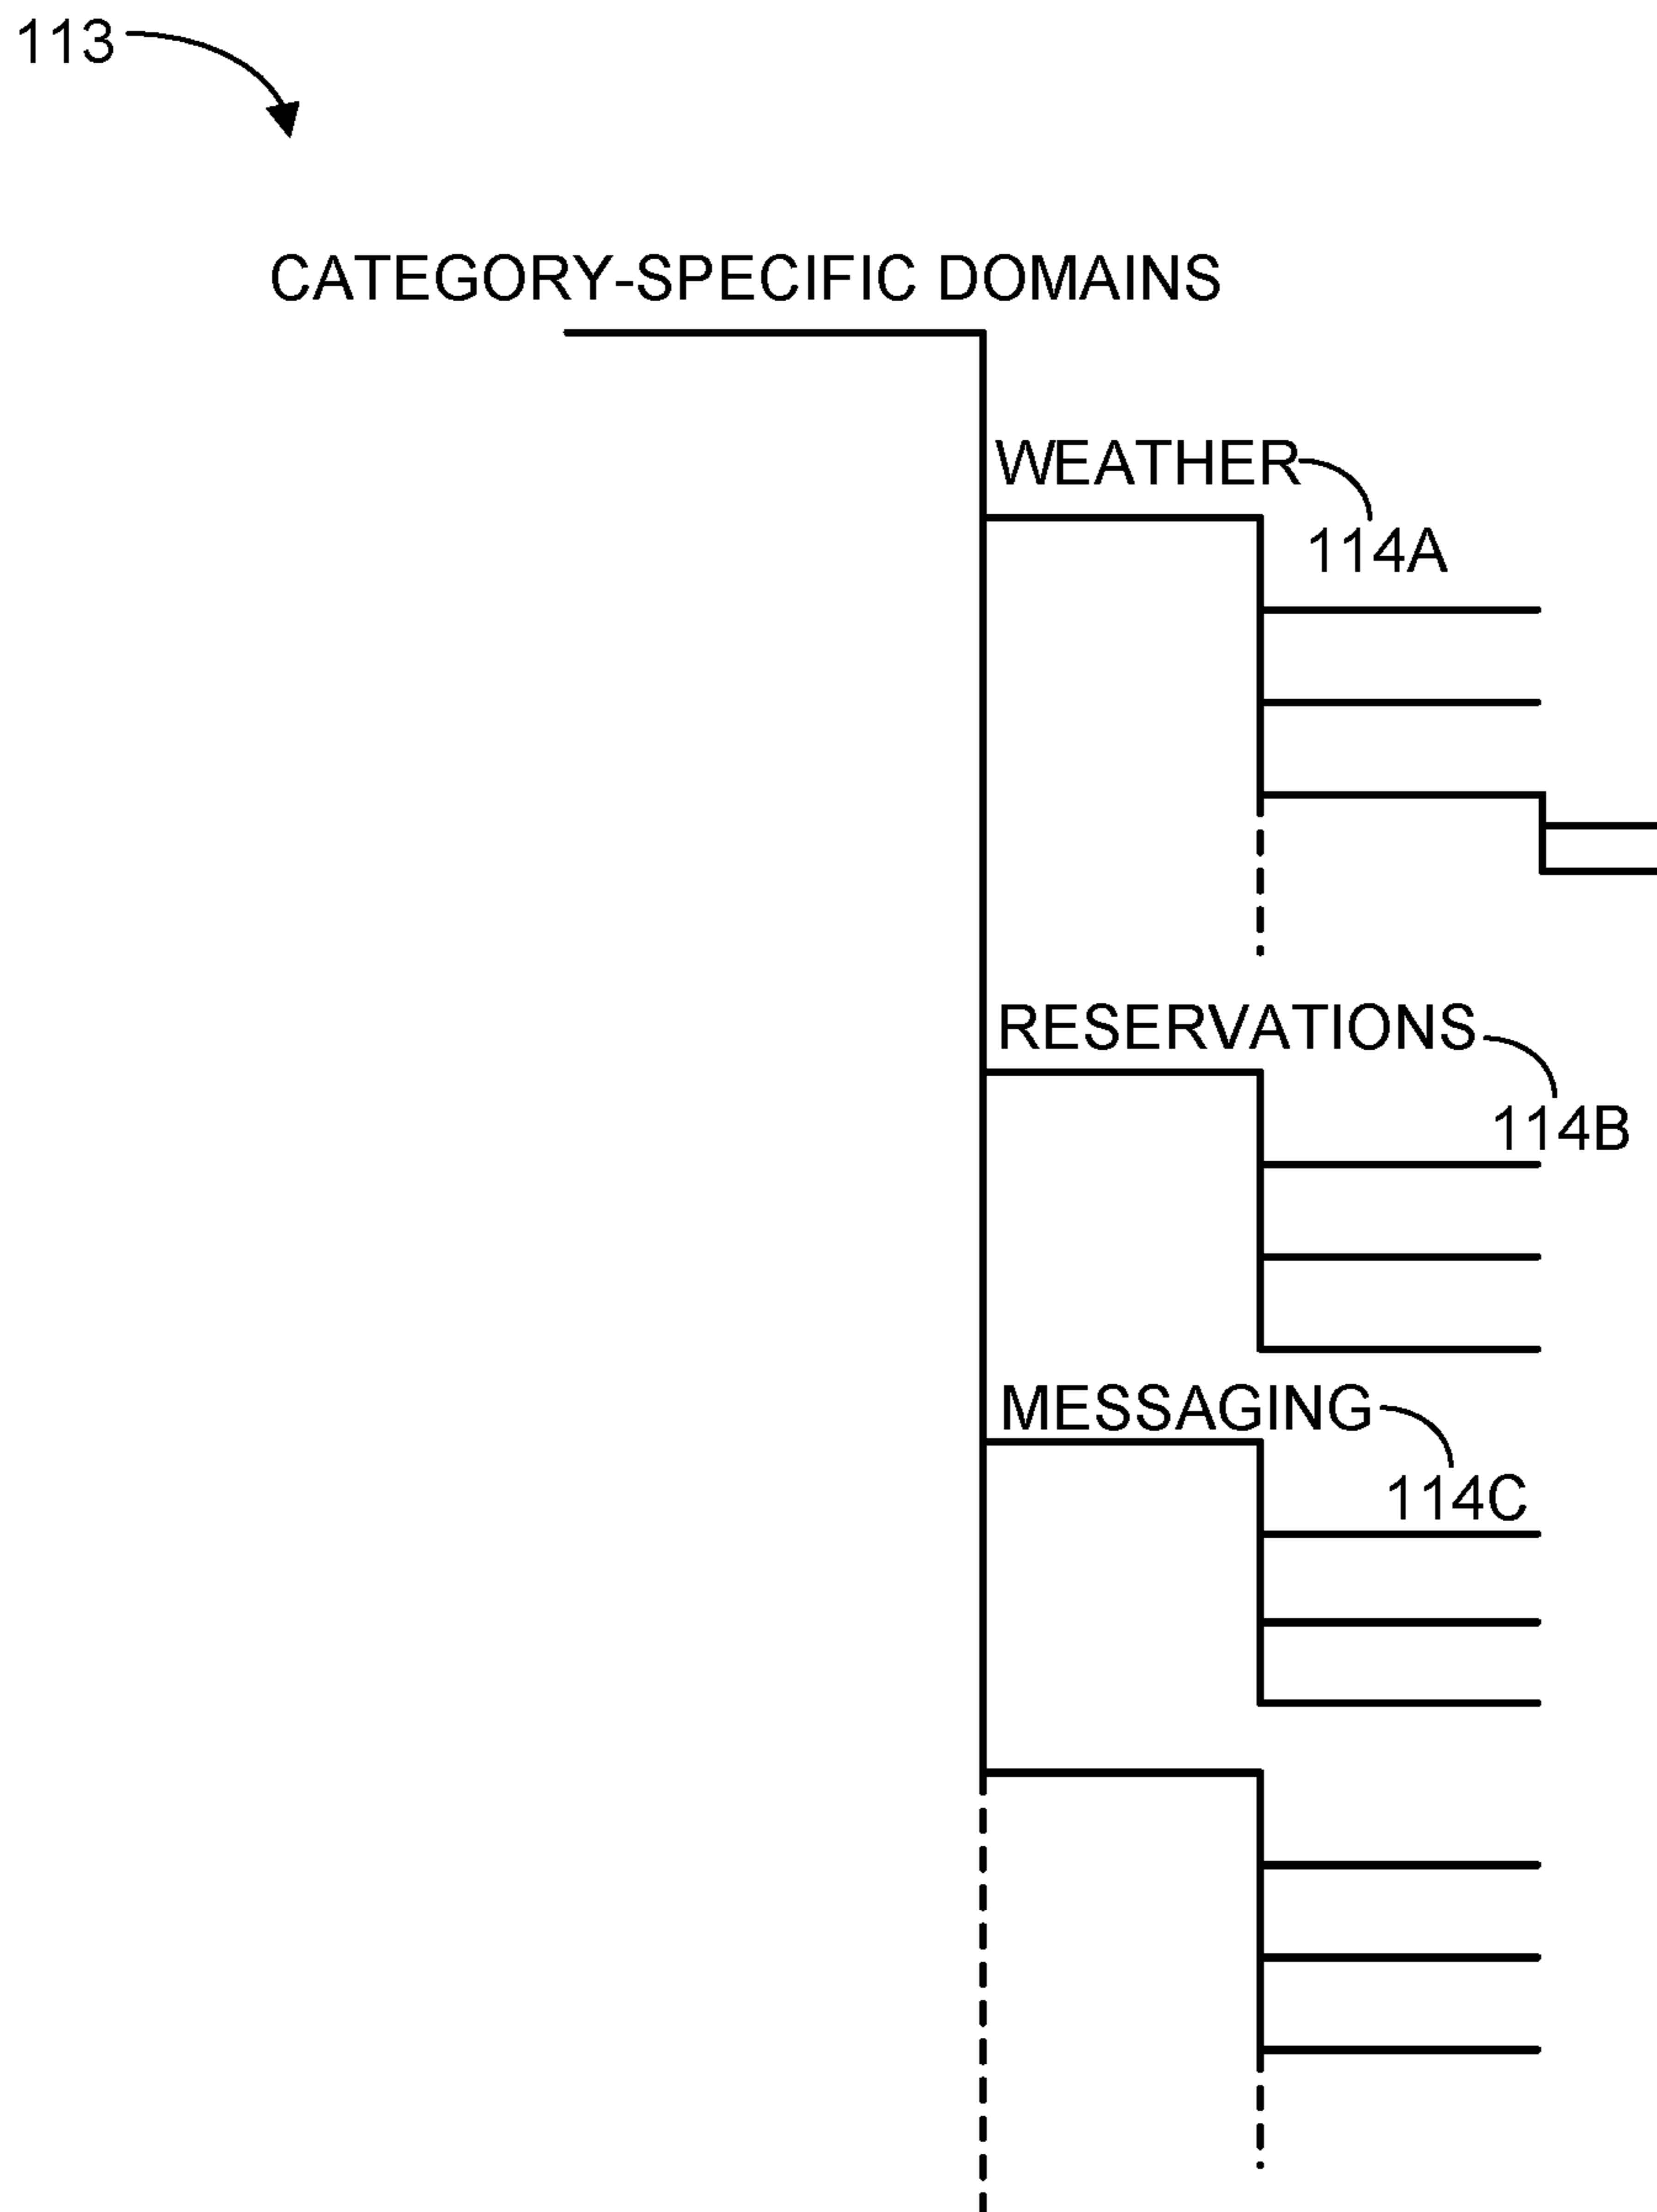 113
CATEGORY-SPECIFIC DOMAINS
WEATHER
114A
RESERVATIONS
114B
MESSAGING
114C